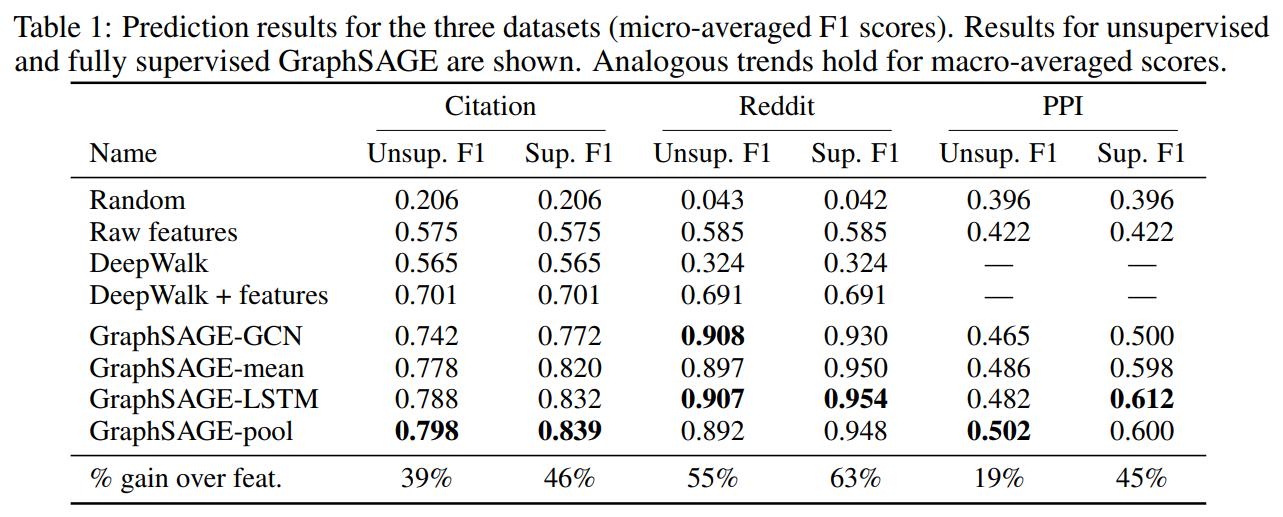 Table 1: Prediction results for the three datasets (micro-averaged F1 scores). Results for unsupervised
and fully supervised GraphSAGE are shown. Analogous trends hold for macro-averaged scores.
Citation Reddit PPI
Name Unsup. F1 Sup. F1 Unsup. F1 Sup. F1 Unsup. F1 Sup. F1
Random 0.206 0.206 0.043 0.042 0.396 0.396
Raw features 0.575 0.575 0.585 0.585 0.422 0.422
DeepWalk 0.565 0.565 0.324 0.324 — —
DeepWalk + features 0.701 0.701 0.691 0.691 — —
GraphSAGE-GCN 0.742 0.772 0.908 0.930 0.465 0.500
GraphSAGE-mean 0.778 0.820 0.897 0.950 0.486 0.598
GraphSAGE-LSTM 0.788 0.832 0.907 0.954 0.482 0.612
GraphSAGE-pool 0.798 0.839 0.892 0.948 0.502 0.600
% gain over feat. 39% 46% 55% 63% 19% 45%